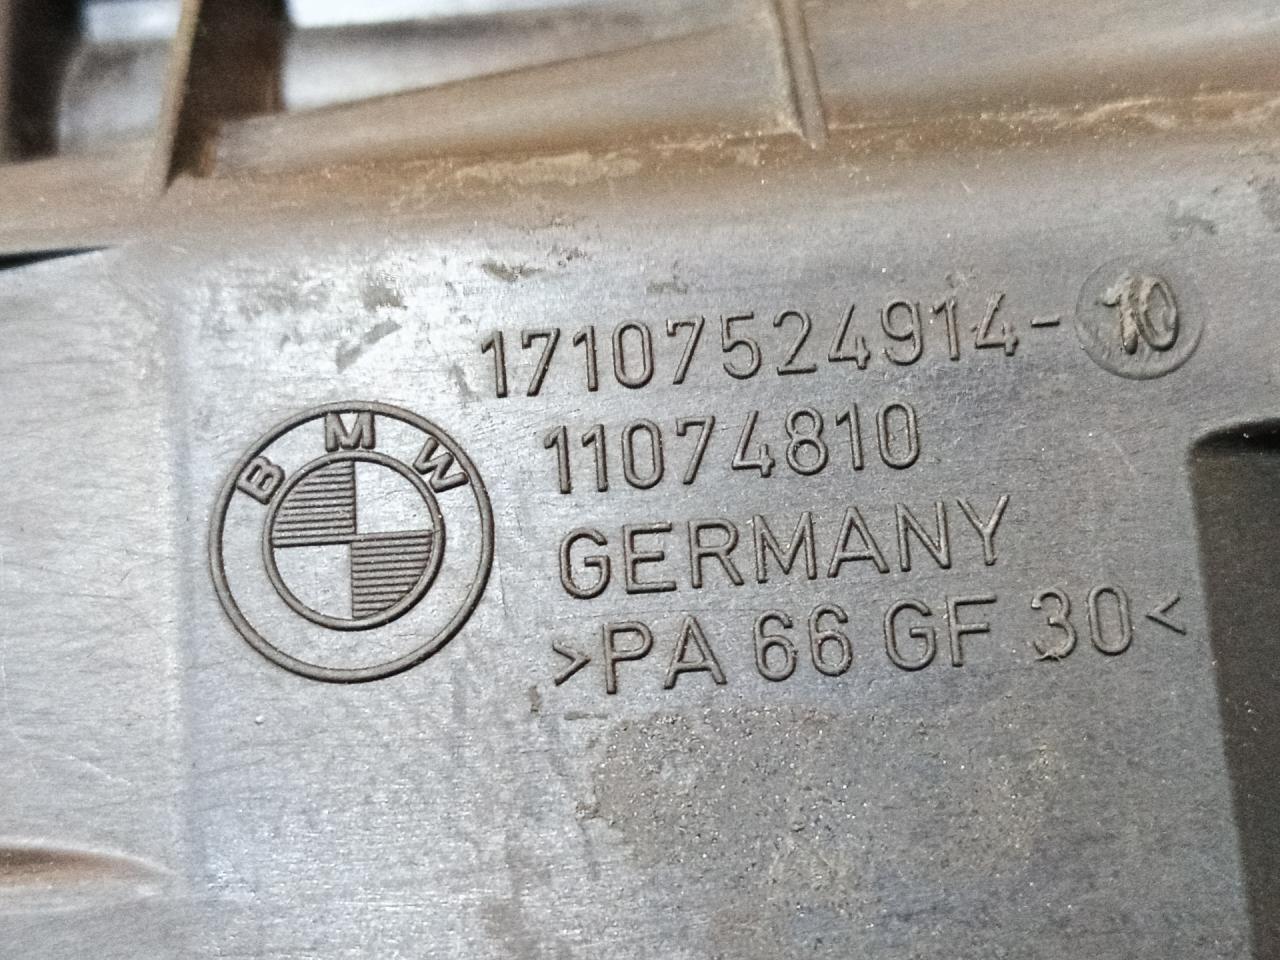 BMW
17107524914-10
11074810
GERMANY
>PA 66 GF 30<